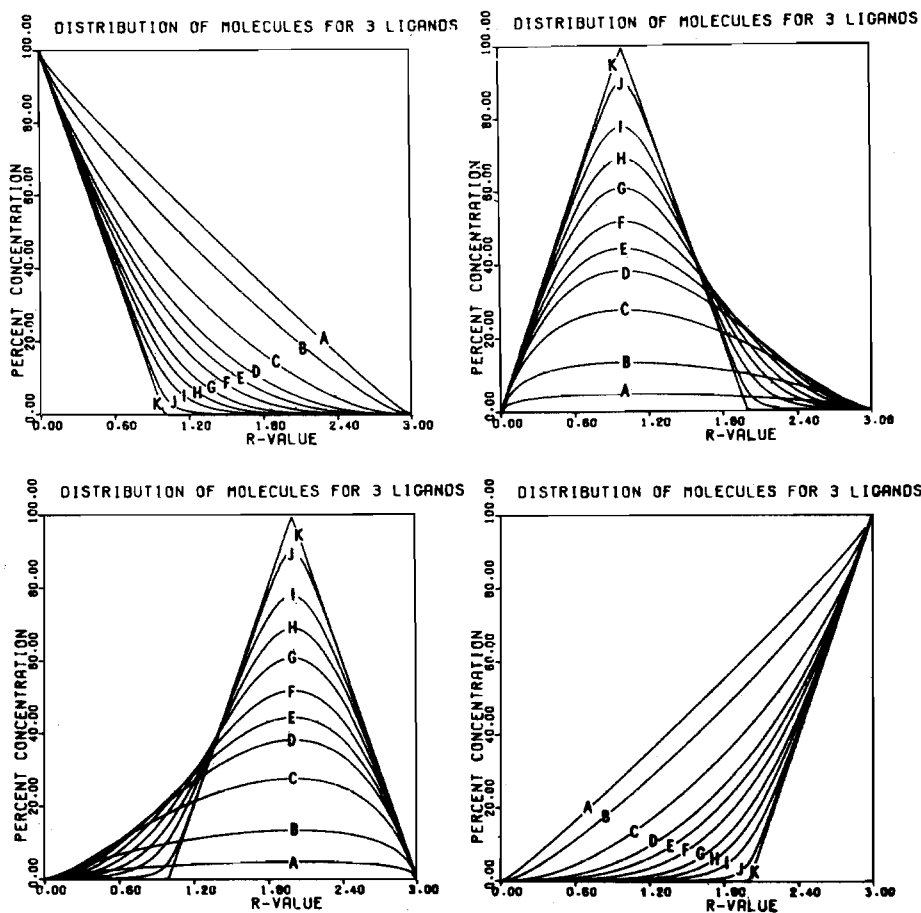 DISTRIBUTION OF MOLECULES FOR 3 LIGANDS
PERCENT CONCENTRATION
100.00
80.00
60.00
40.00
20.00
0.00
K J I H G F E D C B A
0.00 0.60 1.20 1.80 2.40 3.00
R-VALUE
DISTRIBUTION OF MOLECULES FOR 3 LIGANDS
PERCENT CONCENTRATION
100.00
80.00
60.00
40.00
20.00
0.00
K
J
I
H
G
F
E
D
C
B
A
0.00 0.60 1.20 1.80 2.40 3.00
R-VALUE
DISTRIBUTION OF MOLECULES FOR 3 LIGANDS
PERCENT CONCENTRATION
100.00
80.00
60.00
40.00
20.00
0.00
K
J
I
H
G
F
E
D
C
B
A
0.00 0.60 1.20 1.80 2.40 3.00
R-VALUE
DISTRIBUTION OF MOLECULES FOR 3 LIGANDS
PERCENT CONCENTRATION
100.00
80.00
60.00
40.00
20.00
0.00
A B C D E F G H I J K
0.00 0.60 1.20 1.80 2.40 3.00
R-VALUE